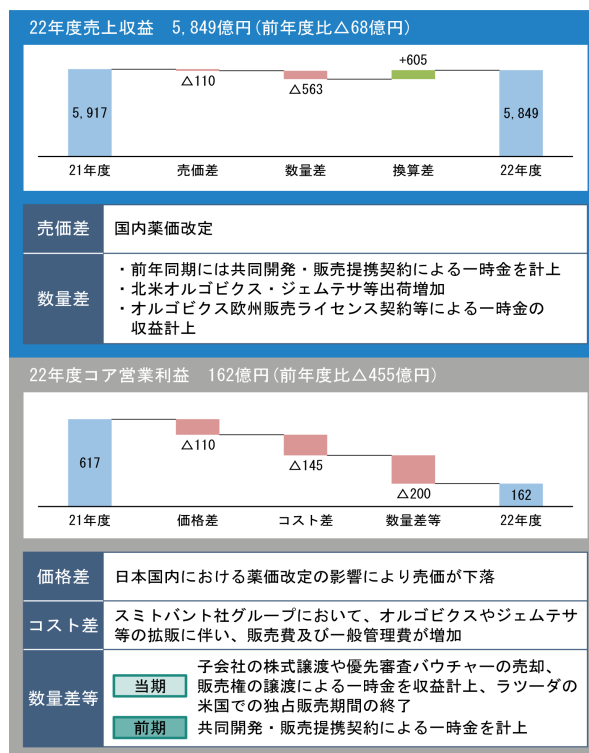 22年度売上収益　5,849億円(前年度比△68億円)
+605
△110
△563
5,917
5,849
21年度
売価差
数量差
換算差
22年度
売価差
国内薬価改定
数量差
・前年同期には共同開発・販売提携契約による一時金を計上
・北米オルゴビクス・ジェムテサ等出荷増加
・オルゴビクス欧州販売ライセンス契約等による一時金の
収益計上
22年度コア営業利益　162億円(前年度比△455億円)
△110
617
△145
△200
162
21年度
価格差
コスト差
数量差等
22年度
価格差
日本国内における薬価改定の影響により売価が下落
コスト差
スミトバント社グループにおいて、オルゴビクスやジェムテサ
等の拡販に伴い、販売費及び一般管理費が増加
数量差等
当期
子会社の株式譲渡や優先審査バウチャーの売却、
販売権の譲渡による一時金を収益計上、ラツーダの
米国での独占販売期間の終了
前期
共同開発・販売提携契約による一時金を計上